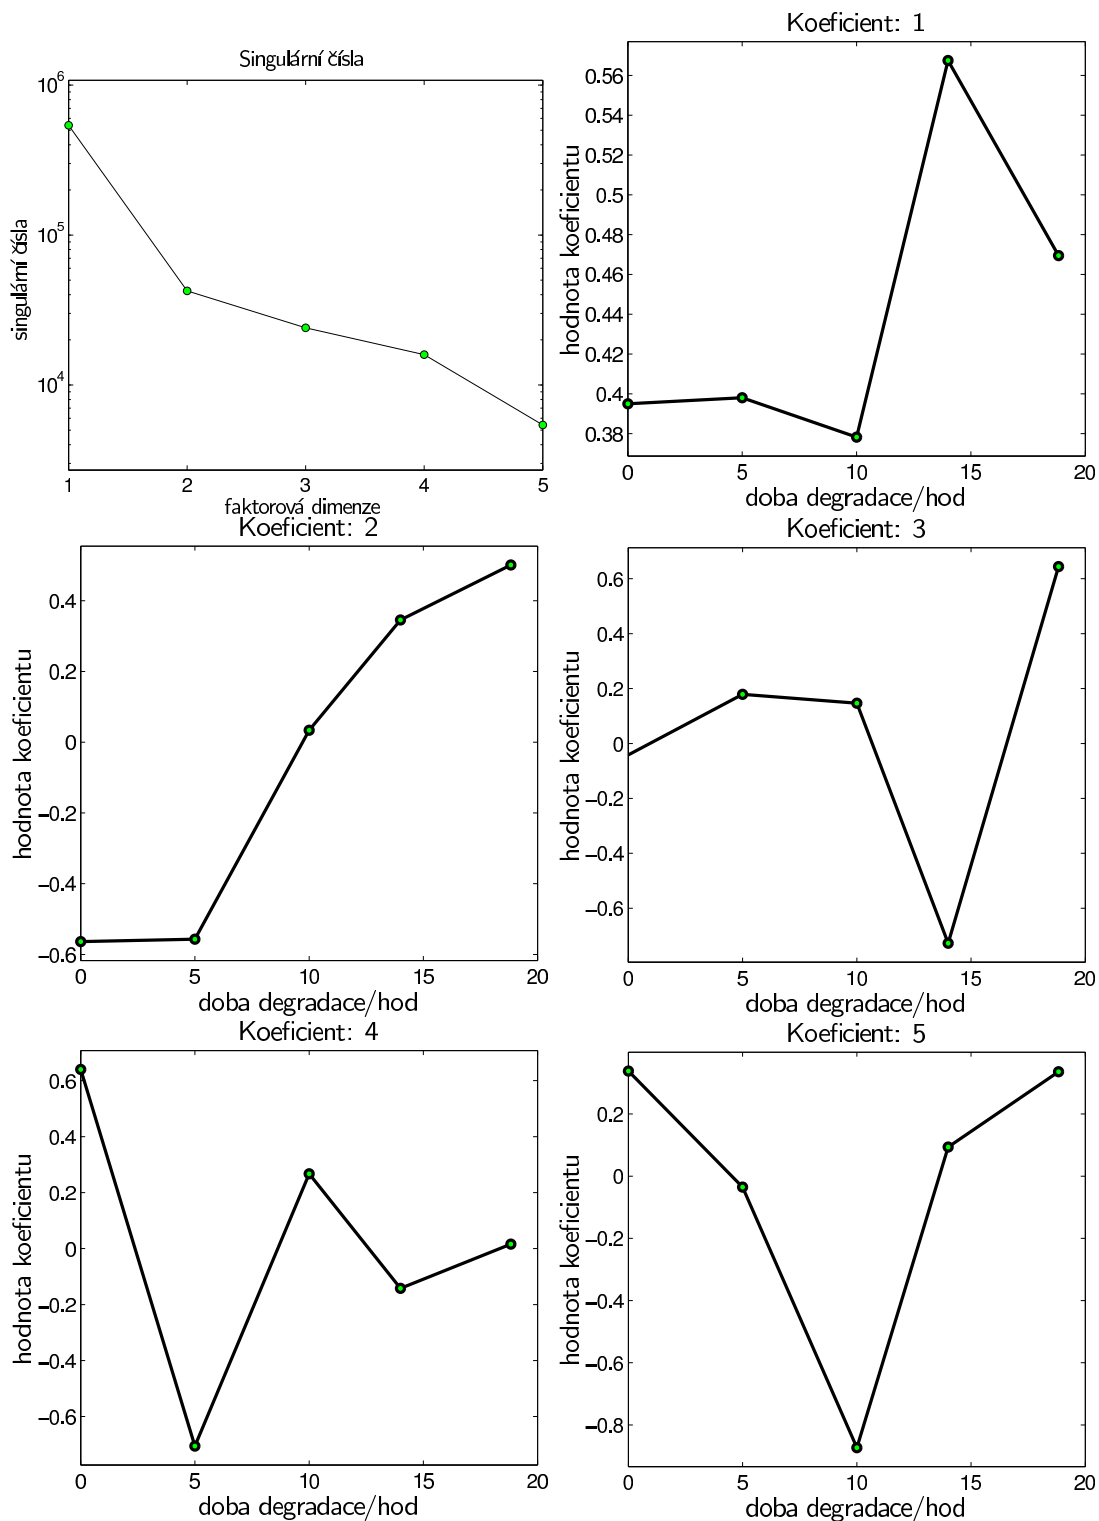 Singulární čísla
10^6
10^5
10^4
singulární čísla
1 2 3 4 5
faktorová dimenze
Koeficient: 1
0.56
0.54
0.52
0.5
0.48
0.46
0.44
0.42
0.4
0.38
hodnota koeficientu
0 5 10 15 20
doba degradace/hod
Koeficient: 2
0.4
0.2
0
−0.2
−0.4
−0.6
hodnota koeficientu
0 5 10 15 20
doba degradace/hod
Koeficient: 3
0.6
0.4
0.2
0
−0.2
−0.4
−0.6
hodnota koeficientu
0 5 10 15 20
doba degradace/hod
Koeficient: 4
0.6
0.4
0.2
0
−0.2
−0.4
−0.6
hodnota koeficientu
0 5 10 15 20
doba degradace/hod
Koeficient: 5
0.2
0
−0.2
−0.4
−0.6
−0.8
hodnota koeficientu
0 5 10 15 20
doba degradace/hod